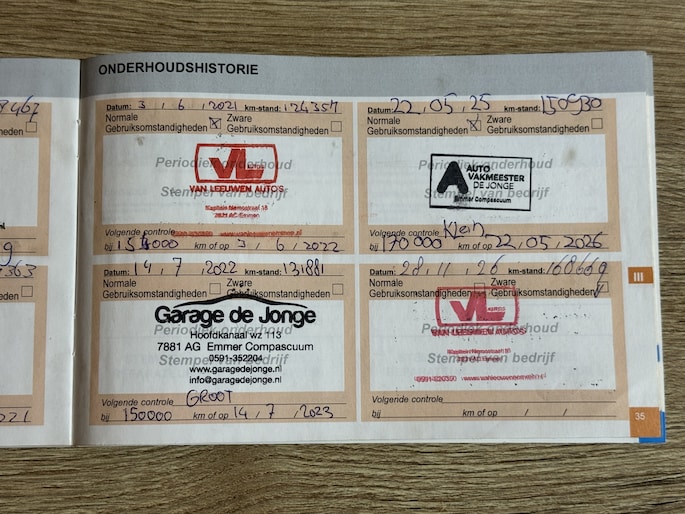 ONDERHOUDSHISTORIE
Datum: 3 / 6 / 2021 km-stand: 124357
Normale Gebruiksomstandigheden
Zware Gebruiksomstandigheden
Periodiek onderhoud
VL AUTOS
VAN LEEUWEN AUTOS
Stempel van bedrijf
Volgende controle
bij 154000 km of op 3 / 6 / 2022
Datum: 14 / 7 / 2022 km-stand: 131881
Normale Gebruiksomstandigheden
Zware Gebruiksomstandigheden
Garage de Jonge
Periodiek onderhoud
Hoofdkanaal wz 113
7881 AG Emmer Compascuum
Stempel van bedrijf
0591-352204
www.garagedejonge.nl
info@garagedejonge.nl
Volgende controle GROOT
bij 150000 km of op 14 / 7 / 2023
22.05.25 km-stand: 150930
Normale Gebruiksomstandigheden
Zware Gebruiksomstandigheden
Periodiek onderhoud
A AUTO
VAKMEESTER
DE JONGE
Stempel van bedrijf
Emmer Compascuum
Volgende controle Klein
bij 170000 km of op 22/05/2026
Datum: 28 / 11 / 26 km-stand: 168669
Normale Gebruiksomstandigheden
Zware Gebruiksomstandigheden
VL AUTOS
Periodiek onderhoud
VAN LEEUWEN AUTOS
Stempel van bedrijf
Volgende controle
bij km of op / /
III
35